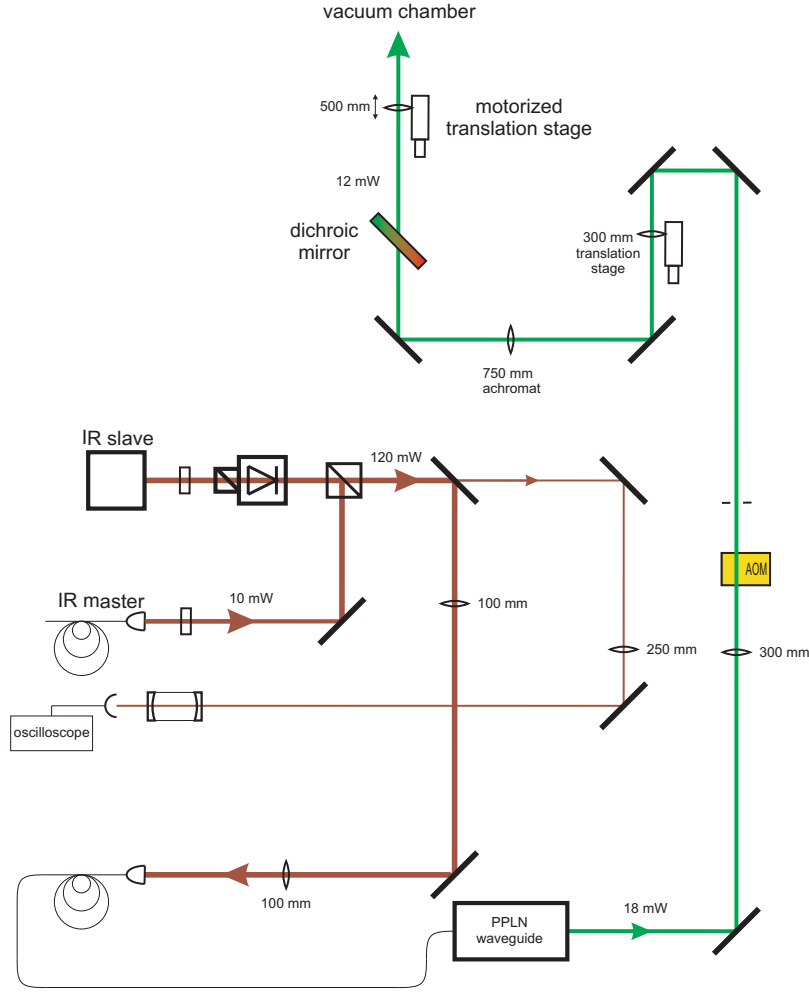 vacuum chamber
500 mm
motorized
translation stage
12 mW
dichroic
mirror
300 mm
translation
stage
750 mm
achromat
IR slave
120 mW
AOM
IR master
10 mW
100 mm
250 mm
300 mm
oscilloscope
100 mm
PPLN
waveguide
18 mW